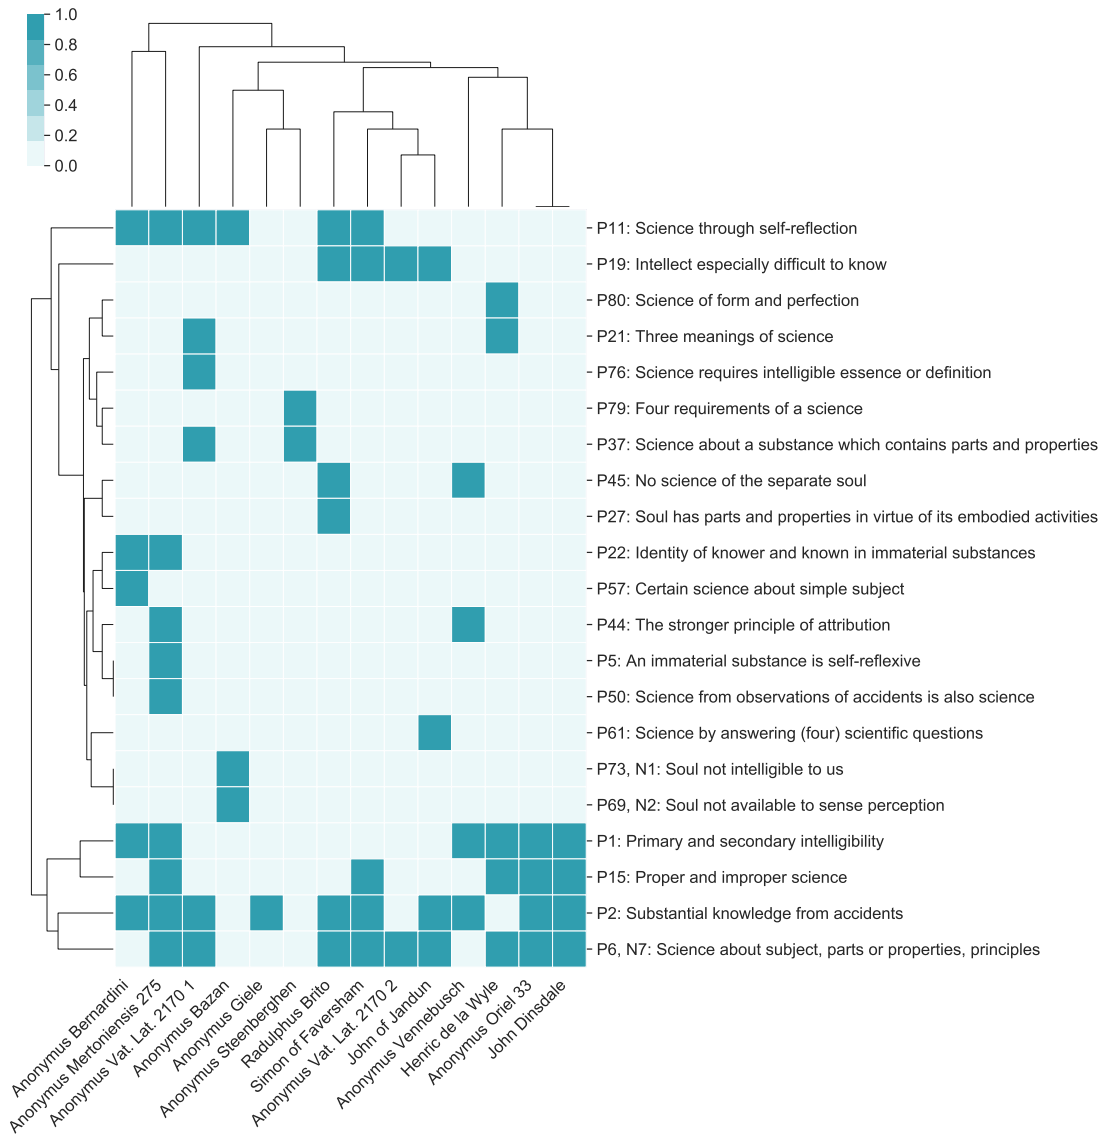 1.0
0.8
0.6
0.4
0.2
0.0
P11: Science through self-reflection
P19: Intellect especially difficult to know
P80: Science of form and perfection
P21: Three meanings of science
P76: Science requires intelligible essence or definition
P79: Four requirements of a science
P37: Science about a substance which contains parts and properties
P45: No science of the separate soul
P27: Soul has parts and properties in virtue of its embodied activities
P22: Identity of knower and known in immaterial substances
P57: Certain science about simple subject
P44: The stronger principle of attribution
P5: An immaterial substance is self-reflexive
P50: Science from observations of accidents is also science
P61: Science by answering (four) scientific questions
P73, N1: Soul not intelligible to us
P69, N2: Soul not available to sense perception
P1: Primary and secondary intelligibility
P15: Proper and improper science
P2: Substantial knowledge from accidents
P6, N7: Science about subject, parts or properties, principles
Anonymus Bernardini
Anonymus Mertoniensis 275
Anonymus Vat. Lat. 2170 1
Anonymus Bazan
Anonymus Giele
Anonymus Steenberghen
Radulphus Brito
Simon of Faversham
Anonymus Vat. Lat. 2170 2
John of Jandun
Anonymus Vennebusch
Henric de la Wyle
Anonymus Oriel 33
John Dinsdale